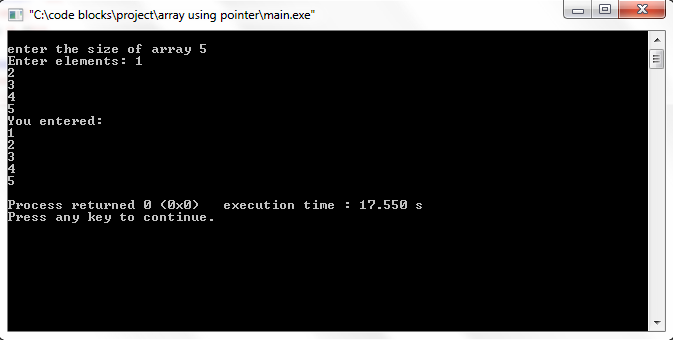 "C:\code blocks\project\array using pointer\main.exe"
enter the size of array 5
Enter elements: 1
2
3
4
5
You entered:
1
2
3
4
5
Process returned 0 (0x0)   execution time : 17.550 s
Press any key to continue.